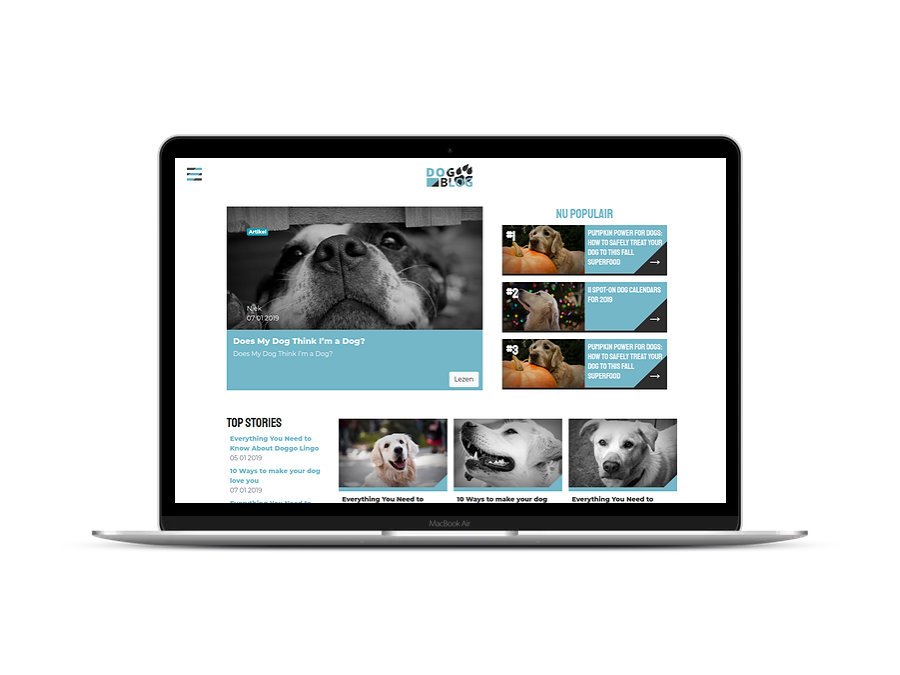 DOG
BLOG
Artikel
Niek
07 01 2019
Does My Dog Think I'm a Dog?
Does My Dog Think I'm a Dog?
Lezen
NU POPULAIR
#1
PUMPKIN POWER FOR DOGS:
HOW TO SAFELY TREAT YOUR
DOG TO THIS FALL
SUPERFOOD
#2
11 SPOT-ON DOG CALENDARS
FOR 2019
#3
PUMPKIN POWER FOR DOGS:
HOW TO SAFELY TREAT YOUR
DOG TO THIS FALL
SUPERFOOD
TOP STORIES
Everything You Need to
Know About Doggo Lingo
05 01 2019
10 Ways to make your dog
love you
07 01 2019
Everything You Need to
Everything You Need to
10 Ways to make your dog
Everything You Need to
MacBook Air